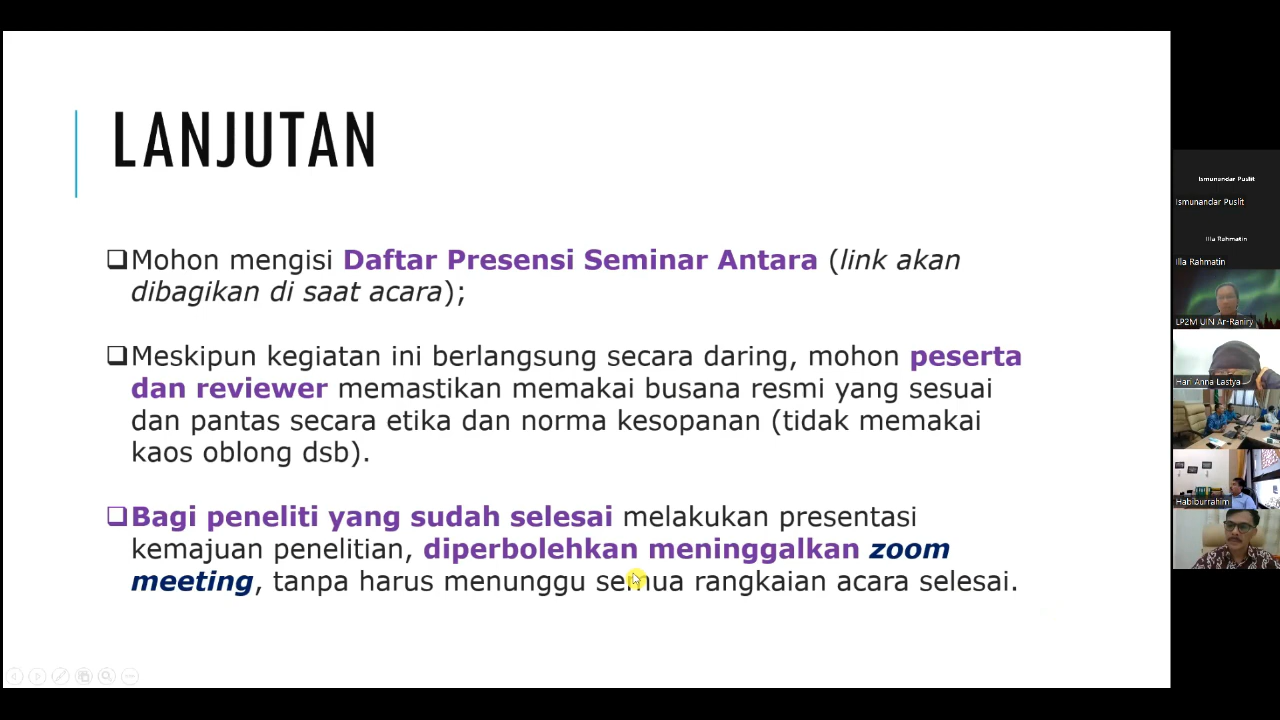 LANJUTAN
❑Mohon mengisi Daftar Presensi Seminar Antara (link akan
dibagikan di saat acara);
❑Meskipun kegiatan ini berlangsung secara daring, mohon peserta
dan reviewer memastikan memakai busana resmi yang sesuai
dan pantas secara etika dan norma kesopanan (tidak memakai
kaos oblong dsb).
❑Bagi peneliti yang sudah selesai melakukan presentasi
kemajuan penelitian, diperbolehkan meninggalkan zoom
meeting, tanpa harus menunggu semua rangkaian acara selesai.
Ismunandar Puslit
Ismunandar Puslit
Illa Rahmatin
Illa Rahmatin
LP2M UIN Ar-Raniry
Hari Anna Lastya
Habiburrahim